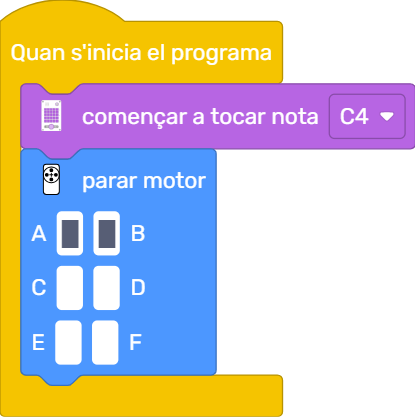 Quan s'inicia el programa
començar a tocar nota C4
parar motor
A B
C D
E F